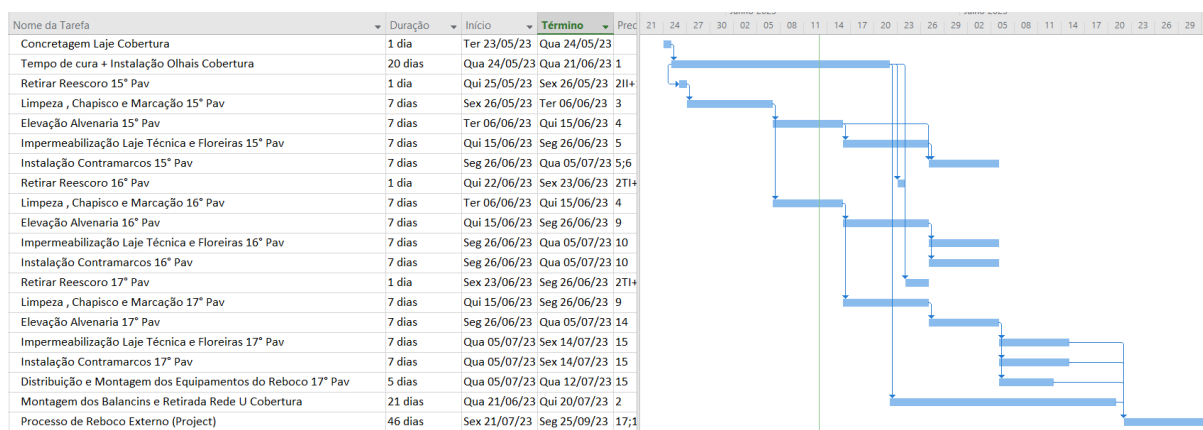 Nome da Tarefa Duração Início Término Prec 21 24 27 30 02 05 08 11 14 17 20 23 26 29 02 05 08 11 14 17 20 23 26 29
Concretagem Laje Cobertura 1 dia Ter 23/05/23 Qua 24/05/23
Tempo de cura + Instalação Olhais Cobertura 20 dias Qua 24/05/23 Qua 21/06/23 1
Retirar Reescoro 15° Pav 1 dia Qui 25/05/23 Sex 26/05/23 2II+
Limpeza , Chapisco e Marcação 15° Pav 7 dias Sex 26/05/23 Ter 06/06/23 3
Elevação Alvenaria 15° Pav 7 dias Ter 06/06/23 Qui 15/06/23 4
Impermeabilização Laje Técnica e Floreiras 15° Pav 7 dias Qui 15/06/23 Seg 26/06/23 5
Instalação Contramarcos 15° Pav 7 dias Seg 26/06/23 Qua 05/07/23 5;6
Retirar Reescoro 16° Pav 1 dia Qui 22/06/23 Sex 23/06/23 2TI+
Limpeza , Chapisco e Marcação 16° Pav 7 dias Ter 06/06/23 Qui 15/06/23 4
Elevação Alvenaria 16° Pav 7 dias Qui 15/06/23 Seg 26/06/23 9
Impermeabilização Laje Técnica e Floreiras 16° Pav 7 dias Seg 26/06/23 Qua 05/07/23 10
Instalação Contramarcos 16° Pav 7 dias Seg 26/06/23 Qua 05/07/23 10
Retirar Reescoro 17° Pav 1 dia Sex 23/06/23 Seg 26/06/23 2TI+
Limpeza , Chapisco e Marcação 17° Pav 7 dias Qui 15/06/23 Seg 26/06/23 9
Elevação Alvenaria 17° Pav 7 dias Seg 26/06/23 Qua 05/07/23 14
Impermeabilização Laje Técnica e Floreiras 17° Pav 7 dias Qua 05/07/23 Sex 14/07/23 15
Instalação Contramarcos 17° Pav 7 dias Qua 05/07/23 Sex 14/07/23 15
Distribuição e Montagem dos Equipamentos do Reboco 17° Pav 5 dias Qua 05/07/23 Qua 12/07/23 15
Montagem dos Balancins e Retirada Rede U Cobertura 21 dias Qua 21/06/23 Qui 20/07/23 2
Processo de Reboco Externo (Project) 46 dias Sex 21/07/23 Seg 25/09/23 17;1